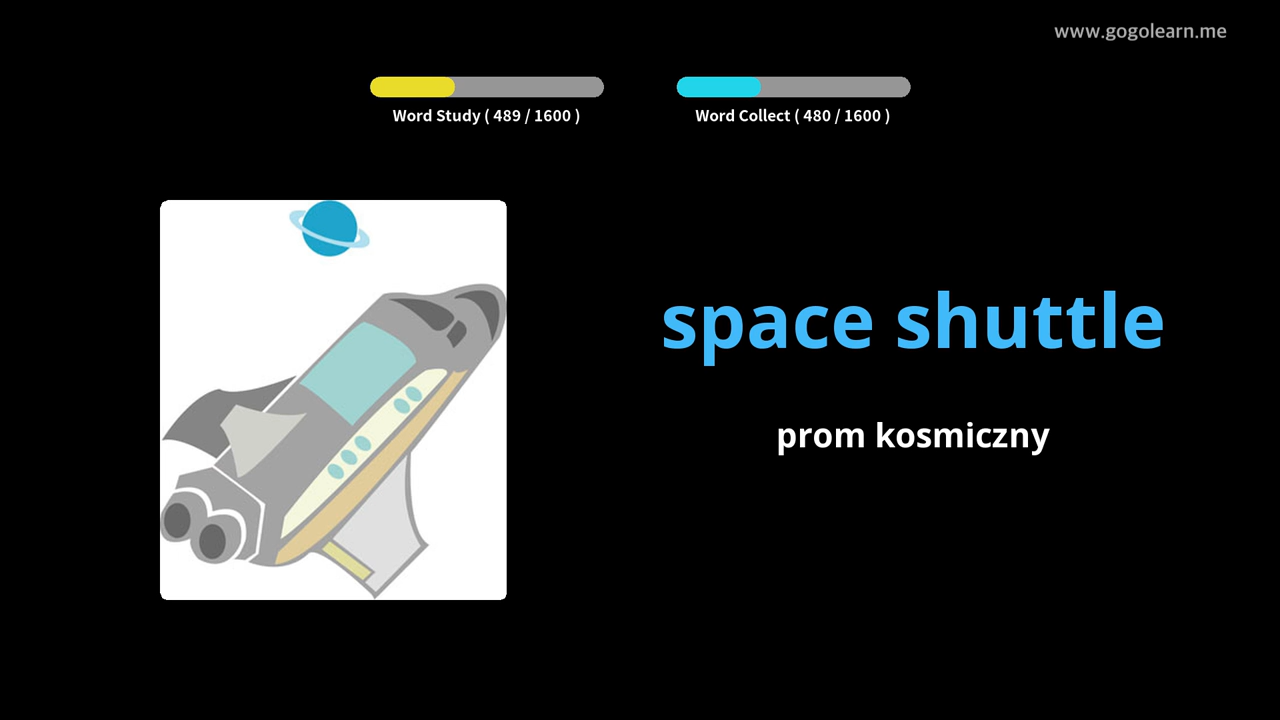 www.gogolearn.me
Word Study ( 489 / 1600 )
Word Collect ( 480 / 1600 )
space shuttle
prom kosmiczny